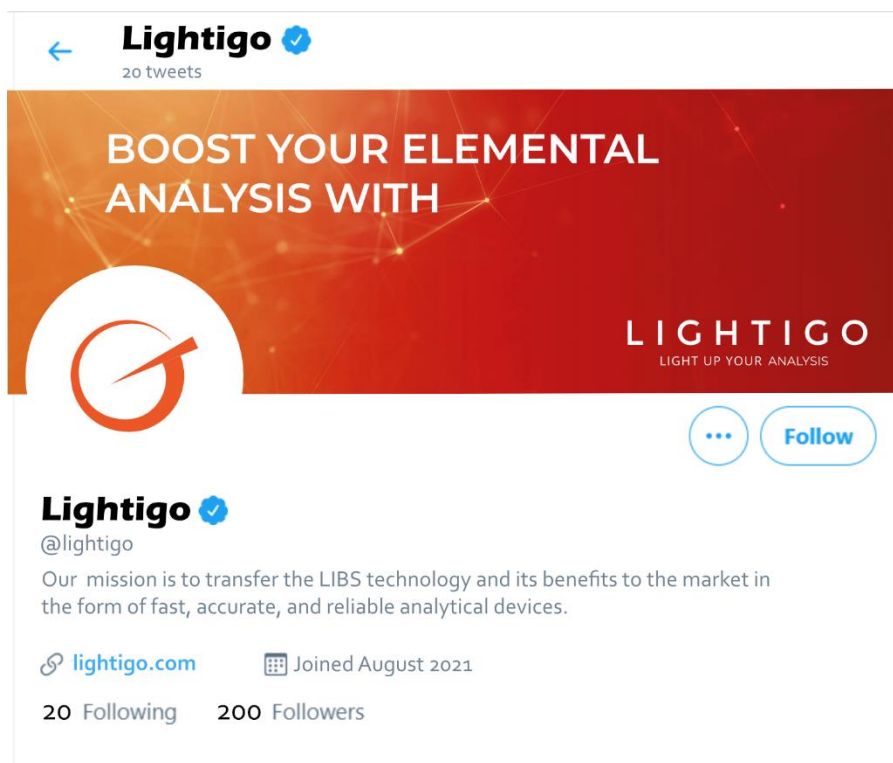 Lightigo
20 tweets
BOOST YOUR ELEMENTAL
ANALYSIS WITH
LIGHTIGO
LIGHT UP YOUR ANALYSIS
Follow
Lightigo
@lightigo
Our mission is to transfer the LIBS technology and its benefits to the market in
the form of fast, accurate, and reliable analytical devices.
lightigo.com Joined August 2021
20 Following 200 Followers